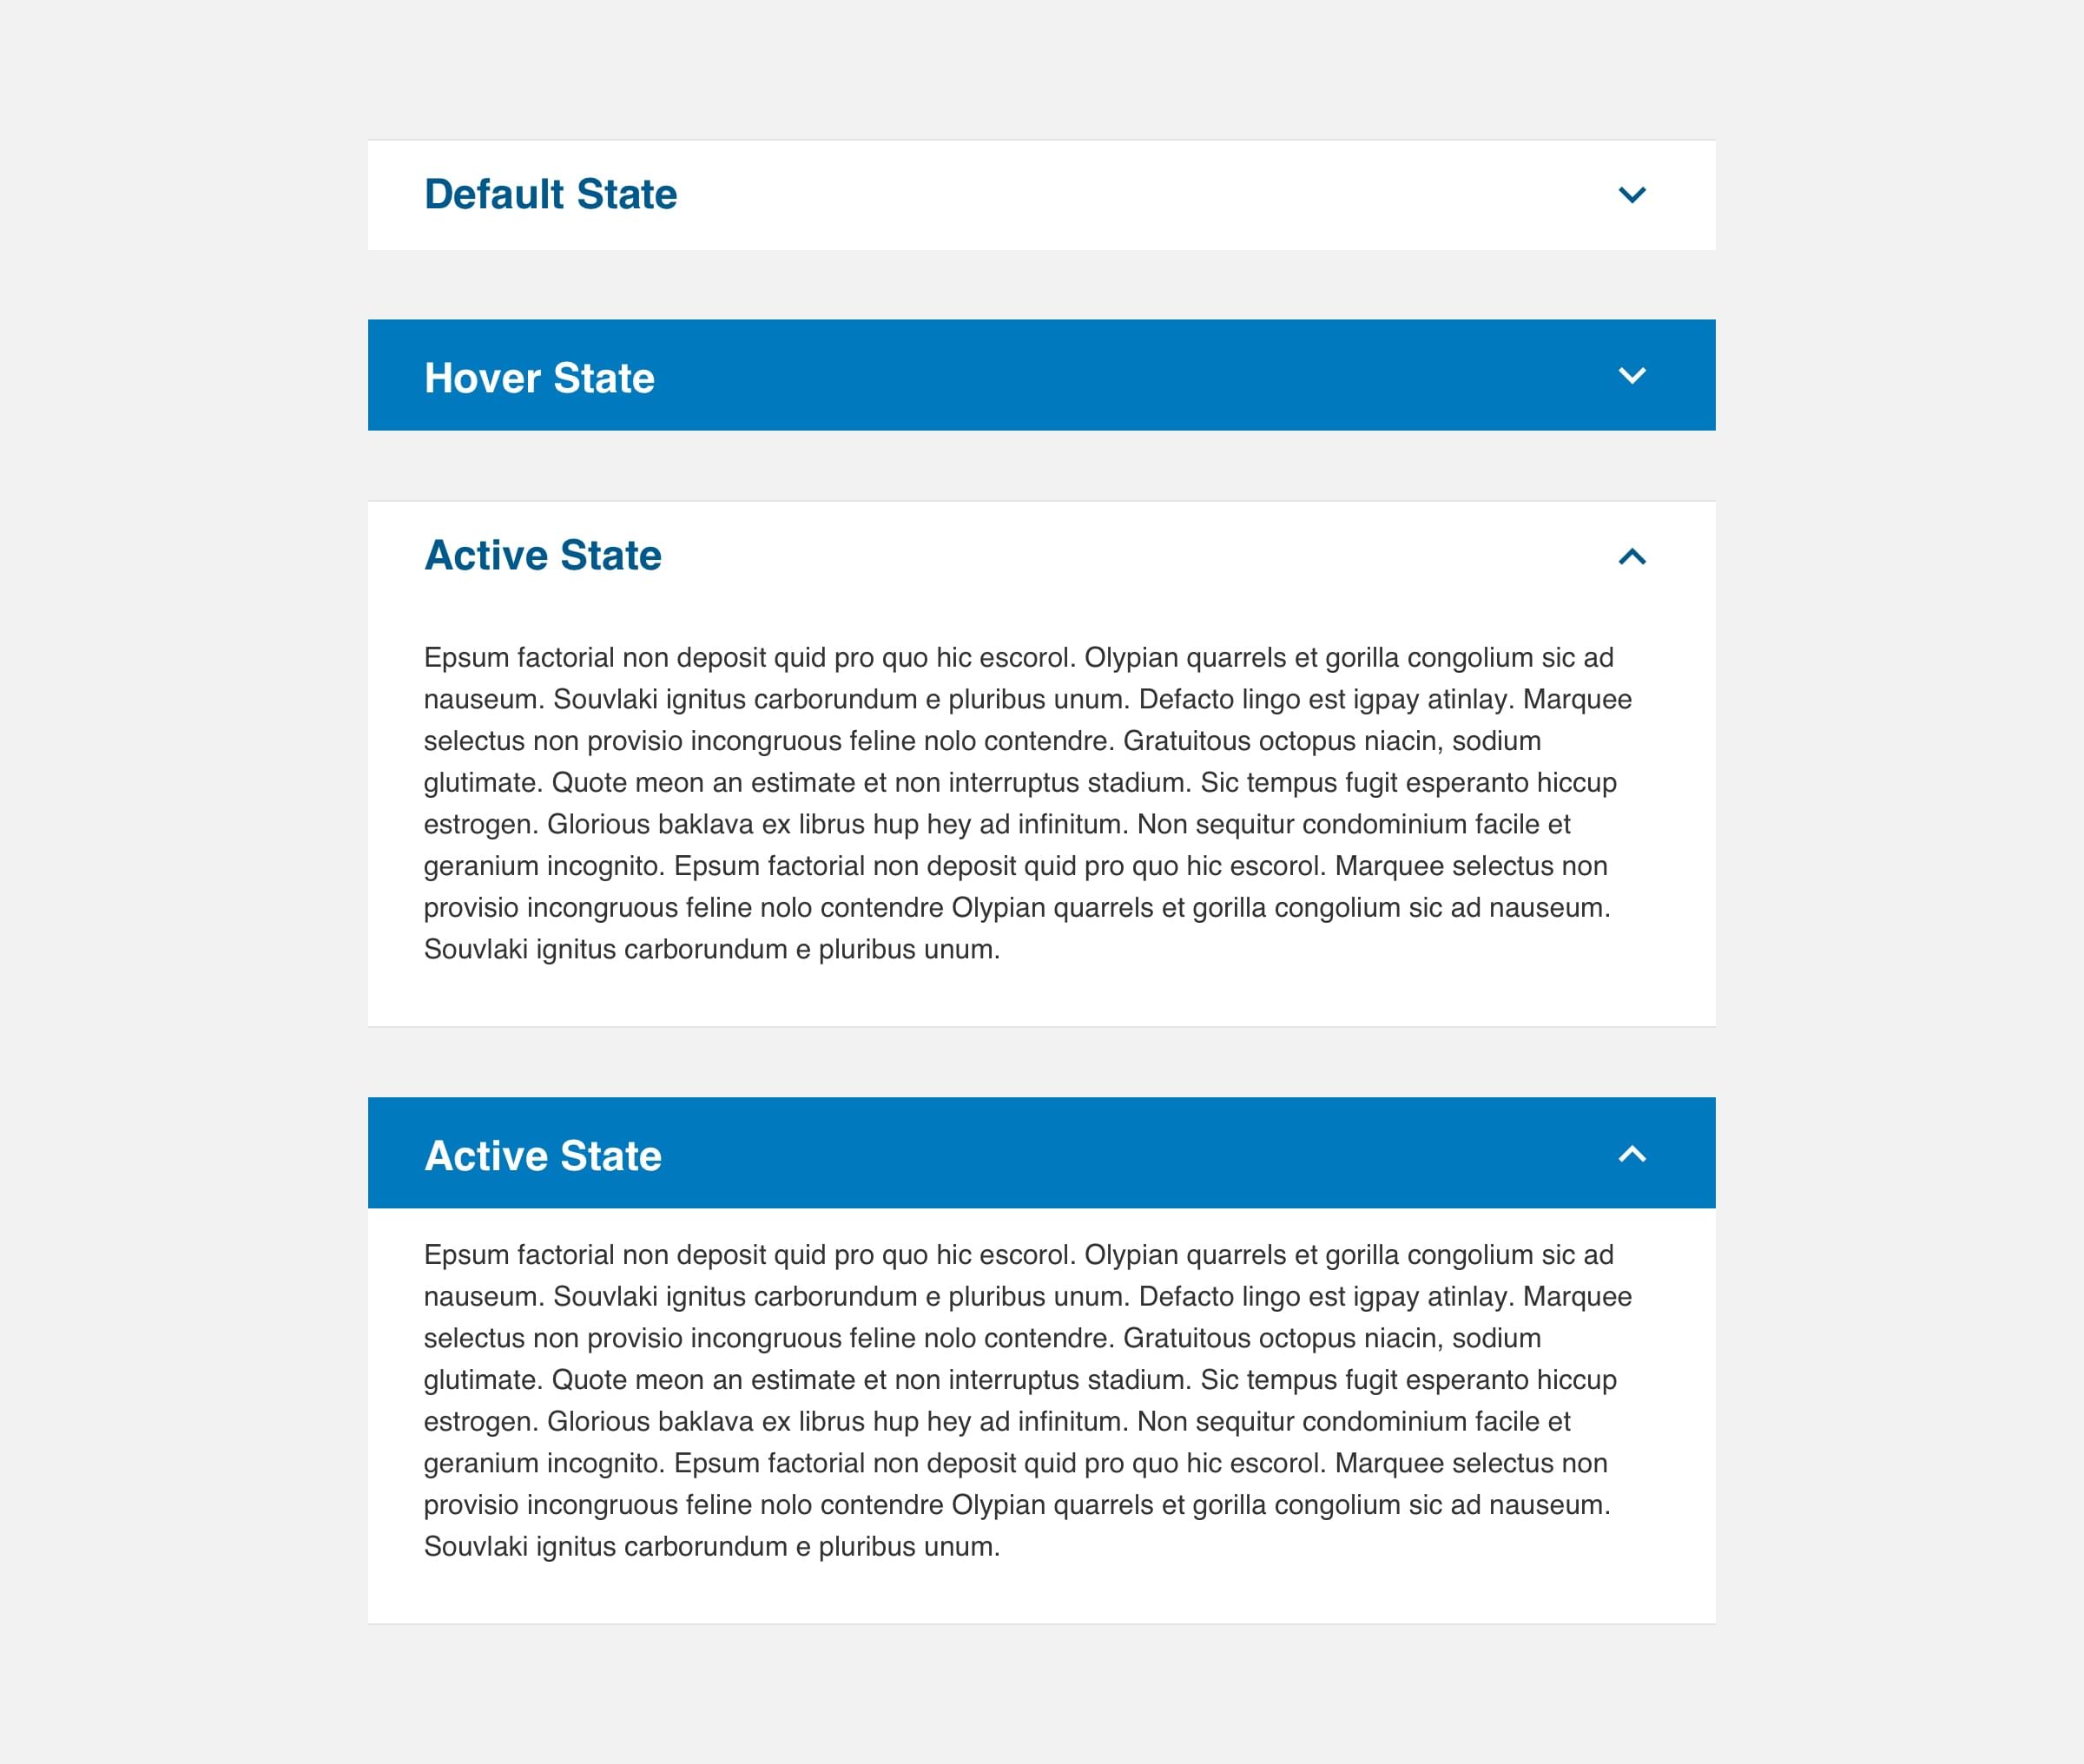 Default State
Hover State
Active State
Epsum factorial non deposit quid pro quo hic escorol. Olypian quarrels et gorilla congolium sic ad
nauseum. Souvlaki ignitus carborundum e pluribus unum. Defacto lingo est igpay atinlay. Marquee
selectus non provisio incongruous feline nolo contendre. Gratuitous octopus niacin, sodium
glutimate. Quote meon an estimate et non interruptus stadium. Sic tempus fugit esperanto hiccup
estrogen. Glorious baklava ex librus hup hey ad infinitum. Non sequitur condominium facile et
geranium incognito. Epsum factorial non deposit quid pro quo hic escorol. Marquee selectus non
provisio incongruous feline nolo contendre Olypian quarrels et gorilla congolium sic ad nauseum.
Souvlaki ignitus carborundum e pluribus unum.
Active State
Epsum factorial non deposit quid pro quo hic escorol. Olypian quarrels et gorilla congolium sic ad
nauseum. Souvlaki ignitus carborundum e pluribus unum. Defacto lingo est igpay atinlay. Marquee
selectus non provisio incongruous feline nolo contendre. Gratuitous octopus niacin, sodium
glutimate. Quote meon an estimate et non interruptus stadium. Sic tempus fugit esperanto hiccup
estrogen. Glorious baklava ex librus hup hey ad infinitum. Non sequitur condominium facile et
geranium incognito. Epsum factorial non deposit quid pro quo hic escorol. Marquee selectus non
provisio incongruous feline nolo contendre Olypian quarrels et gorilla congolium sic ad nauseum.
Souvlaki ignitus carborundum e pluribus unum.